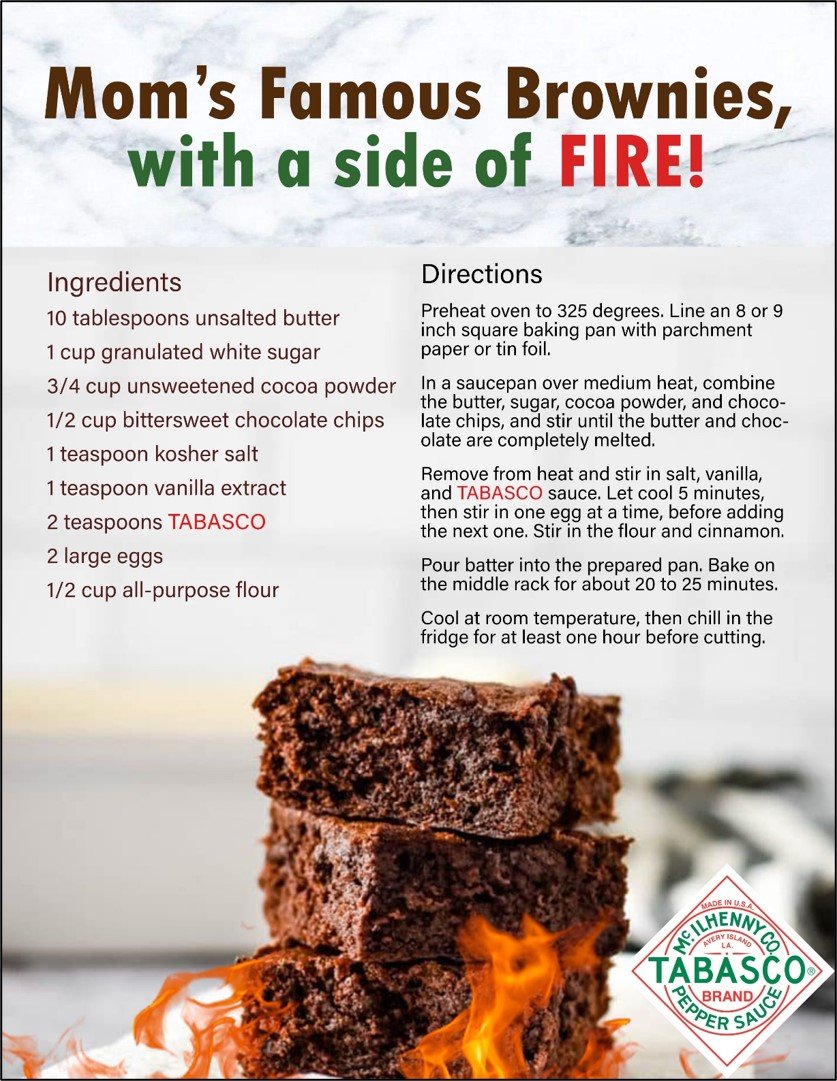 Mom's Famous Brownies,
with a side of FIRE!
Ingredients
10 tablespoons unsalted butter
1 cup granulated white sugar
3/4 cup unsweetened cocoa powder
1/2 cup bittersweet chocolate chips
1 teaspoon kosher salt
1 teaspoon vanilla extract
2 teaspoons TABASCO
2 large eggs
1/2 cup all-purpose flour
Directions
Preheat oven to 325 degrees. Line an 8 or 9
inch square baking pan with parchment
paper or tin foil.
In a saucepan over medium heat, combine
the butter, sugar, cocoa powder, and choco-
late chips, and stir until the butter and choc-
olate are completely melted.
Remove from heat and stir in salt, vanilla,
and TABASCO sauce. Let cool 5 minutes,
then stir in one egg at a time, before adding
the next one. Stir in the flour and cinnamon.
Pour batter into the prepared pan. Bake on
the middle rack for about 20 to 25 minutes.
Cool at room temperature, then chill in the
fridge for at least one hour before cutting.
MADE IN U.S.A.
McILHENNY CO.
AVERY ISLAND
LA.
TABASCO®
BRAND
PEPPER SAUCE